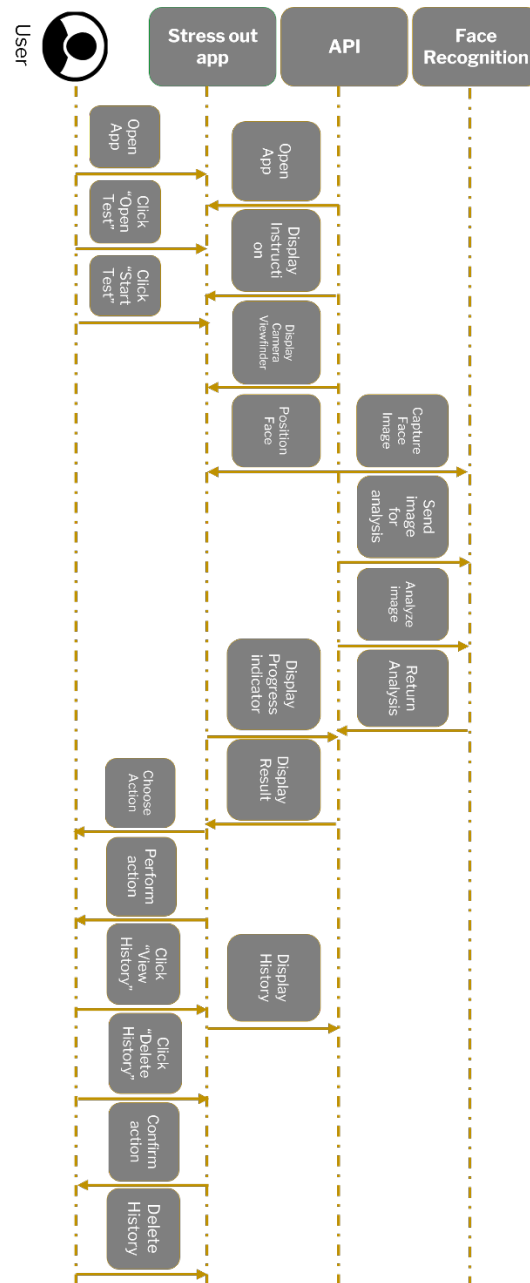 Stress out
app
API
Face
Recognition
User
Open
App
Open
App
Click
“Open
Test”
Display
Instructi
on
Click
“Start
Test”
Display
Camera
Viewfinder
Position
Face
Capture
Face
Image
Send
image
for
analysis
Analyze
image
Display
Progress
indicator
Return
Analysis
Display
Result
Choose
Action
Perform
action
Click
“View
History”
Display
History
Click
“Delete
History”
Confirm
action
Delete
History